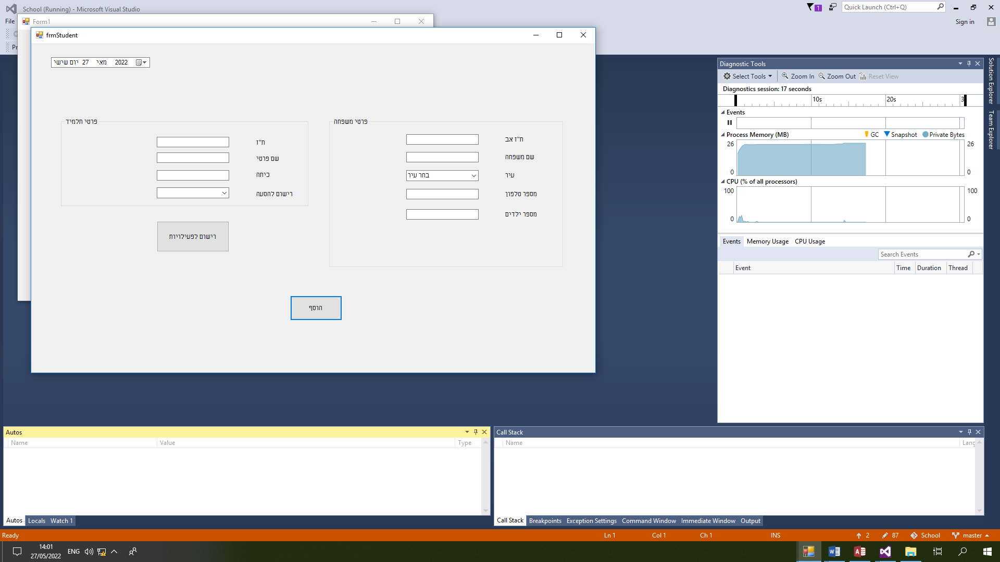 School (Running) - Microsoft Visual Studio
1
Quick Launch (Ctrl+Q)
File
Form1
Sign in
frmStudent
Pr
יום שישי 27 מאי 2022
פרטי תלמיד
ת"ז
שם פרטי
כיתה
רישום להסעה
רישום לפעילויות
פרטי משפחה
ת"ז אב
שם משפחה
עיר
בחר עיר
מספר טלפון
מספר ילדים
הוסף
Diagnostic Tools
Select Tools Zoom In Zoom Out Reset View
Diagnostics session: 17 seconds
10s 20s 3
Events
Process Memory (MB) GC Snapshot Private Bytes
26 26
0 0
CPU (% of all processors)
100 100
0 0
Events Memory Usage CPU Usage
Search Events
Event Time Duration Thread
Solution Explorer
Team Explorer
Autos
Name Value Type
Autos Locals Watch 1
Call Stack
Name Lang
Call Stack Breakpoints Exception Settings Command Window Immediate Window Output
Ready Ln 1 Col 1 Ch 1 INS 2 87 School master
14:01
27/05/2022
ENG